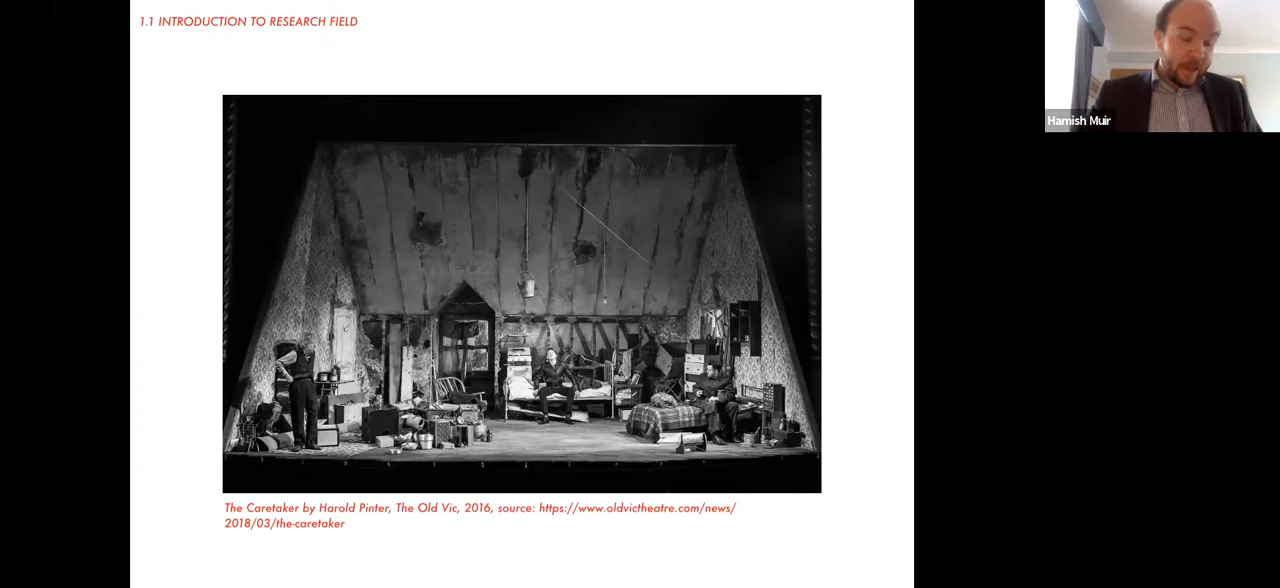 1.1 INTRODUCTION TO RESEARCH FIELD
Hamish Muir
The Caretaker by Harold Pinter, The Old Vic, 2016, source: https://www.oldvictheatre.com/news/
2018/03/the-caretaker